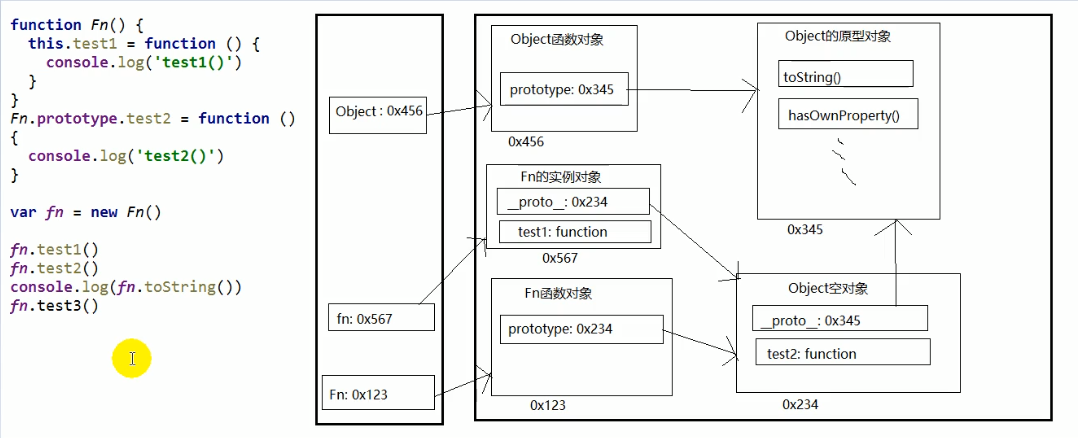 function Fn() {
this.test1 = function () {
console.log('test1()')
}
}
Fn.prototype.test2 = function ()
{
console.log('test2()')
}
var fn = new Fn()
fn.test1()
fn.test2()
console.log(fn.toString())
fn.test3()
Object : 0x456
fn: 0x567
Fn: 0x123
Object函数对象
prototype: 0x345
0x456
Fn的实例对象
__proto__: 0x234
test1: function
0x567
Fn函数对象
prototype: 0x234
0x123
Object的原型对象
toString()
hasOwnProperty()
0x345
Object空对象
__proto__: 0x345
test2: function
0x234